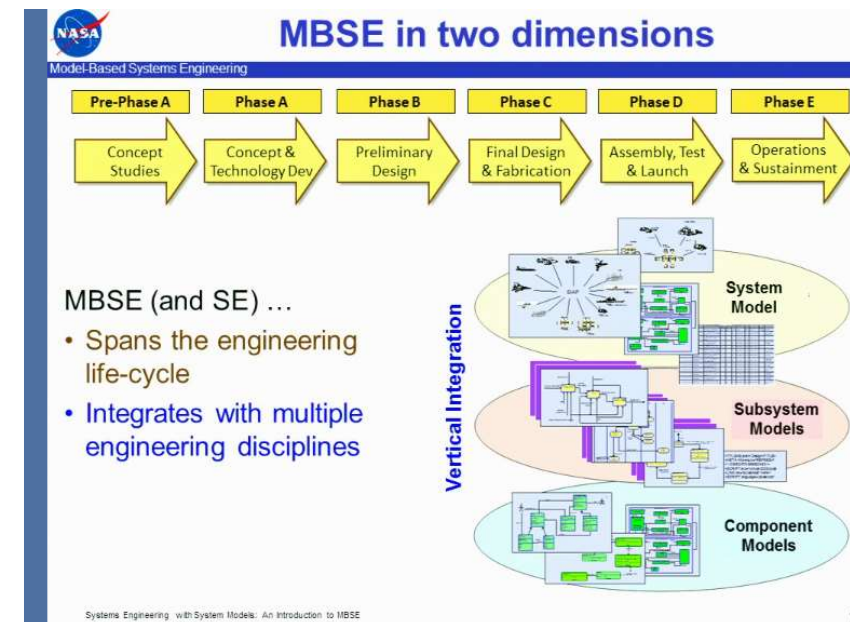 NASA
MBSE in two dimensions
Model-Based Systems Engineering
Pre-Phase A
Phase A
Phase B
Phase C
Phase D
Phase E
Concept
Studies
Concept &
Technology Dev
Preliminary
Design
Final Design
& Fabrication
Assembly, Test
& Launch
Operations
& Sustainment
MBSE (and SE) …
• Spans the engineering
life-cycle
• Integrates with multiple
engineering disciplines
Vertical Integration
System
Model
Subsystem
Models
Component
Models
Systems Engineering with System Models: An Introduction to MBSE